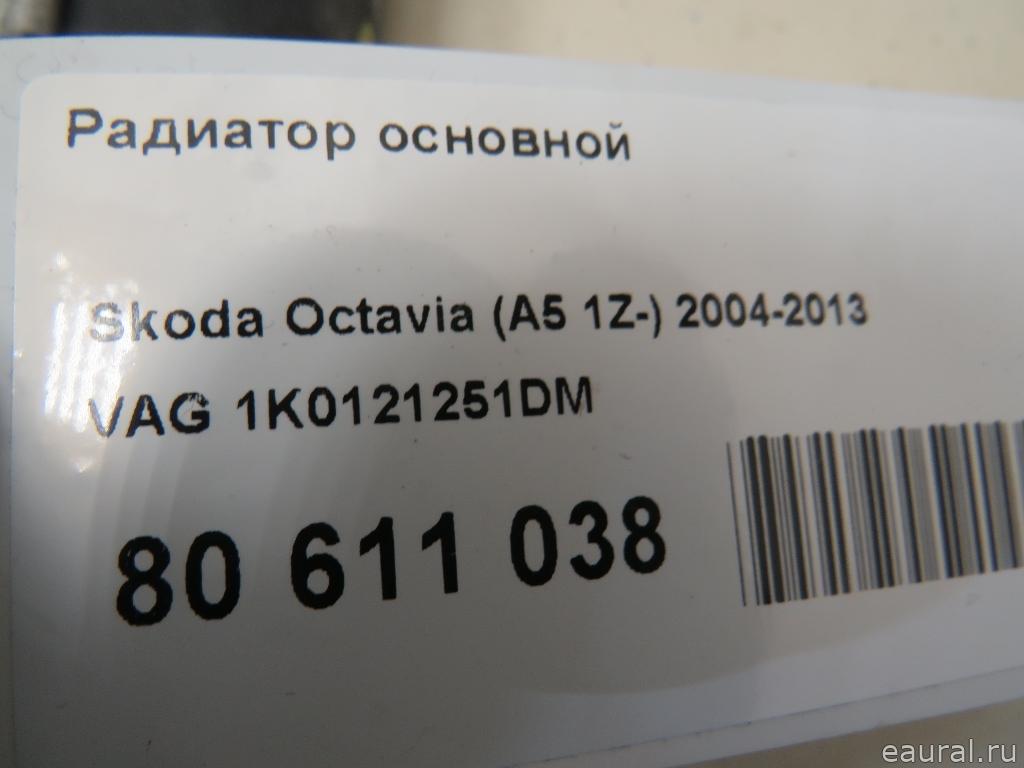 Радиатор основной
Skoda Octavia (A5 1Z-) 2004-2013
VAG 1K0121251DM
80 611 038
eaural.ru